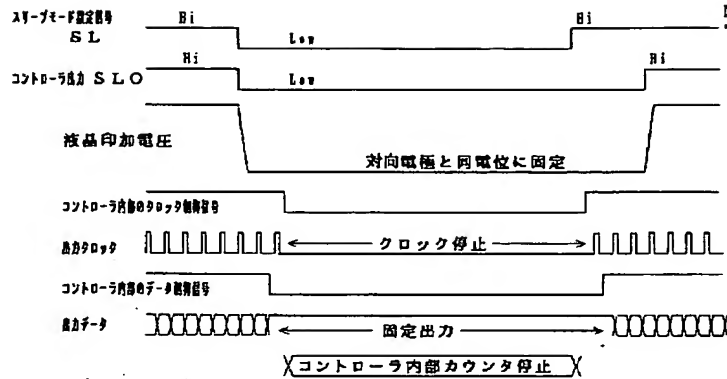 スリープモード設定信号 Hi Hi
SL Low
コントローラ出力 SLO Hi Low Hi
液晶印加電圧
対向電極と同電位に固定
コントローラ内部のクロック制御信号
出力クロック クロック停止
コントローラ内部のデータ制御信号
出力データ 固定出力
コントローラ内部カウンタ停止